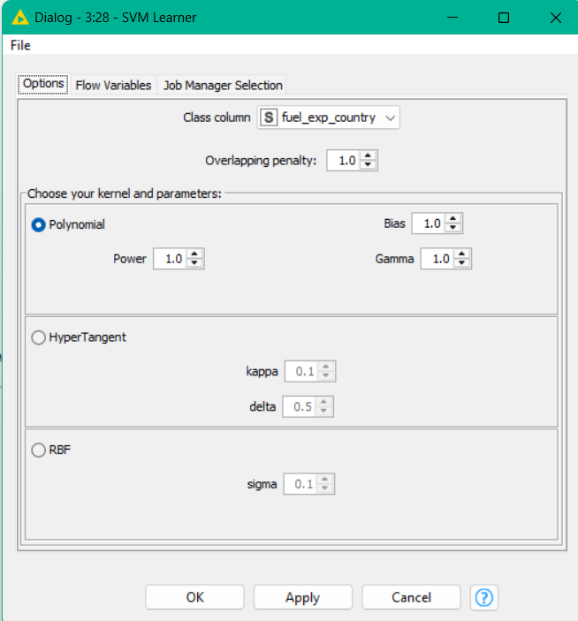 Dialog - 3:28 - SVM Learner
File
Options Flow Variables Job Manager Selection
Class column S fuel_exp_country
Overlapping penalty: 1.0
Choose your kernel and parameters:
Polynomial Bias 1.0
Power 1.0 Gamma 1.0
HyperTangent
kappa 0.1
delta 0.5
RBF
sigma 0.1
OK Apply Cancel ?